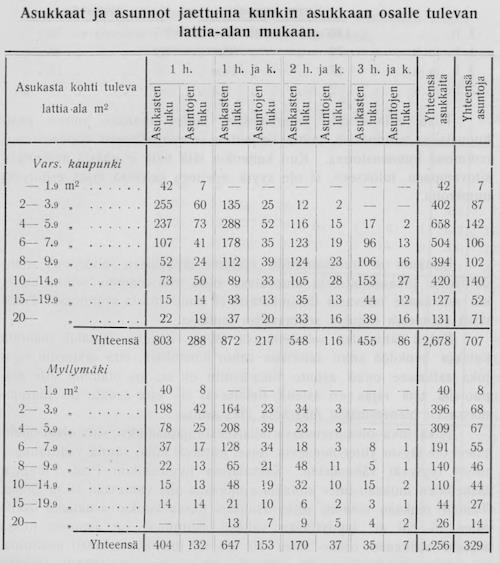 Asukkaat ja asunnot jaettuina kunkin asukkaan osalle tulevan
lattia-alan mukaan.
Asukasta kohti tuleva
lattia-ala m²
1 h. 1 h. ja k. 2 h. ja k. 3 h. ja k. Yhteensä asukkaita Yhteensä asuntoja
Asukasten luku Asuntojen luku Asukasten luku Asuntojen luku Asukasten luku Asuntojen luku Asukasten luku Asuntojen luku
Vars. kaupunki
— 1.9 m² . . . . . . 42 7 — — — — — — 42 7
2— 3.9 „ . . . . . . 255 60 135 25 12 2 — — 402 87
4— 5.9 „ . . . . . . 237 73 288 52 116 15 17 2 658 142
6— 7.9 „ . . . . . . 107 41 178 35 123 19 96 13 504 106
8— 9.9 „ . . . . . . 52 24 112 39 124 23 106 16 394 102
10—14.9 „ . . . . . . 73 50 89 33 105 28 153 27 420 140
15—19.9 „ . . . . . . 15 14 33 13 35 13 44 12 127 52
20— „ . . . . . . 22 19 37 20 33 16 39 16 131 71
Yhteensä 803 288 872 217 548 116 455 86 2,678 707
Myllymäki
— 1.9 m² . . . . . . 40 8 — — — — — — 40 8
2— 3.9 „ . . . . . . 198 42 164 23 34 3 — — 396 68
4— 5.9 „ . . . . . . 78 25 208 39 23 3 — — 309 67
6— 7.9 „ . . . . . . 37 17 128 34 18 3 8 1 191 55
8— 9.9 „ . . . . . . 22 13 65 21 48 11 5 1 140 46
10—14.9 „ . . . . . . 15 13 48 19 32 10 15 2 110 44
15—19.9 „ . . . . . . 14 14 21 10 6 2 3 1 44 27
20— „ . . . . . . — — 13 7 9 5 4 2 26 14
Yhteensä 404 132 647 153 170 37 35 7 1,256 329